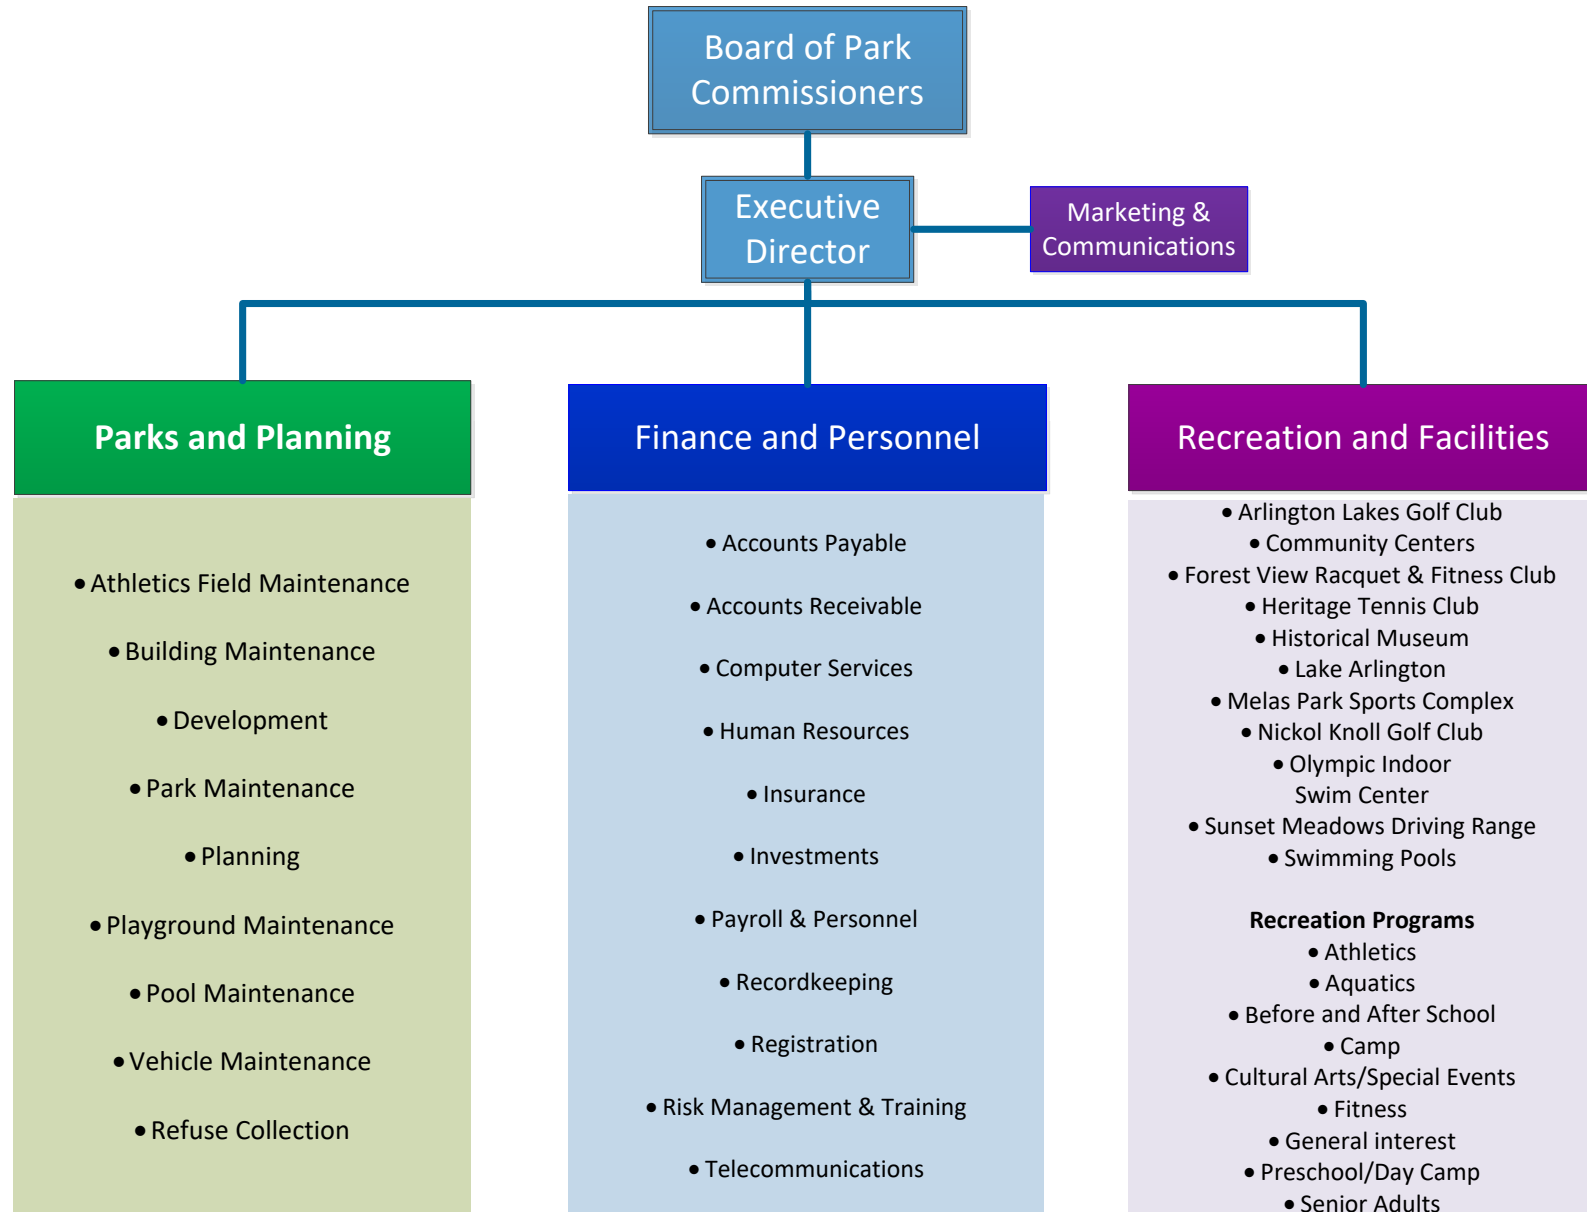 Board of Park
Commissioners
Executive
Director
Marketing &
Communications
Parks and Planning
• Athletics Field Maintenance
• Building Maintenance
• Development
• Park Maintenance
• Planning
• Playground Maintenance
• Pool Maintenance
• Vehicle Maintenance
• Refuse Collection
Finance and Personnel
• Accounts Payable
• Accounts Receivable
• Computer Services
• Human Resources
• Insurance
• Investments
• Payroll & Personnel
• Recordkeeping
• Registration
• Risk Management & Training
• Telecommunications
Recreation and Facilities
• Arlington Lakes Golf Club
• Community Centers
• Forest View Racquet & Fitness Club
• Heritage Tennis Club
• Historical Museum
• Lake Arlington
• Melas Park Sports Complex
• Nickol Knoll Golf Club
• Olympic Indoor
Swim Center
• Sunset Meadows Driving Range
• Swimming Pools
Recreation Programs
• Athletics
• Aquatics
• Before and After School
• Camp
• Cultural Arts/Special Events
• Fitness
• General interest
• Preschool/Day Camp
• Senior Adults